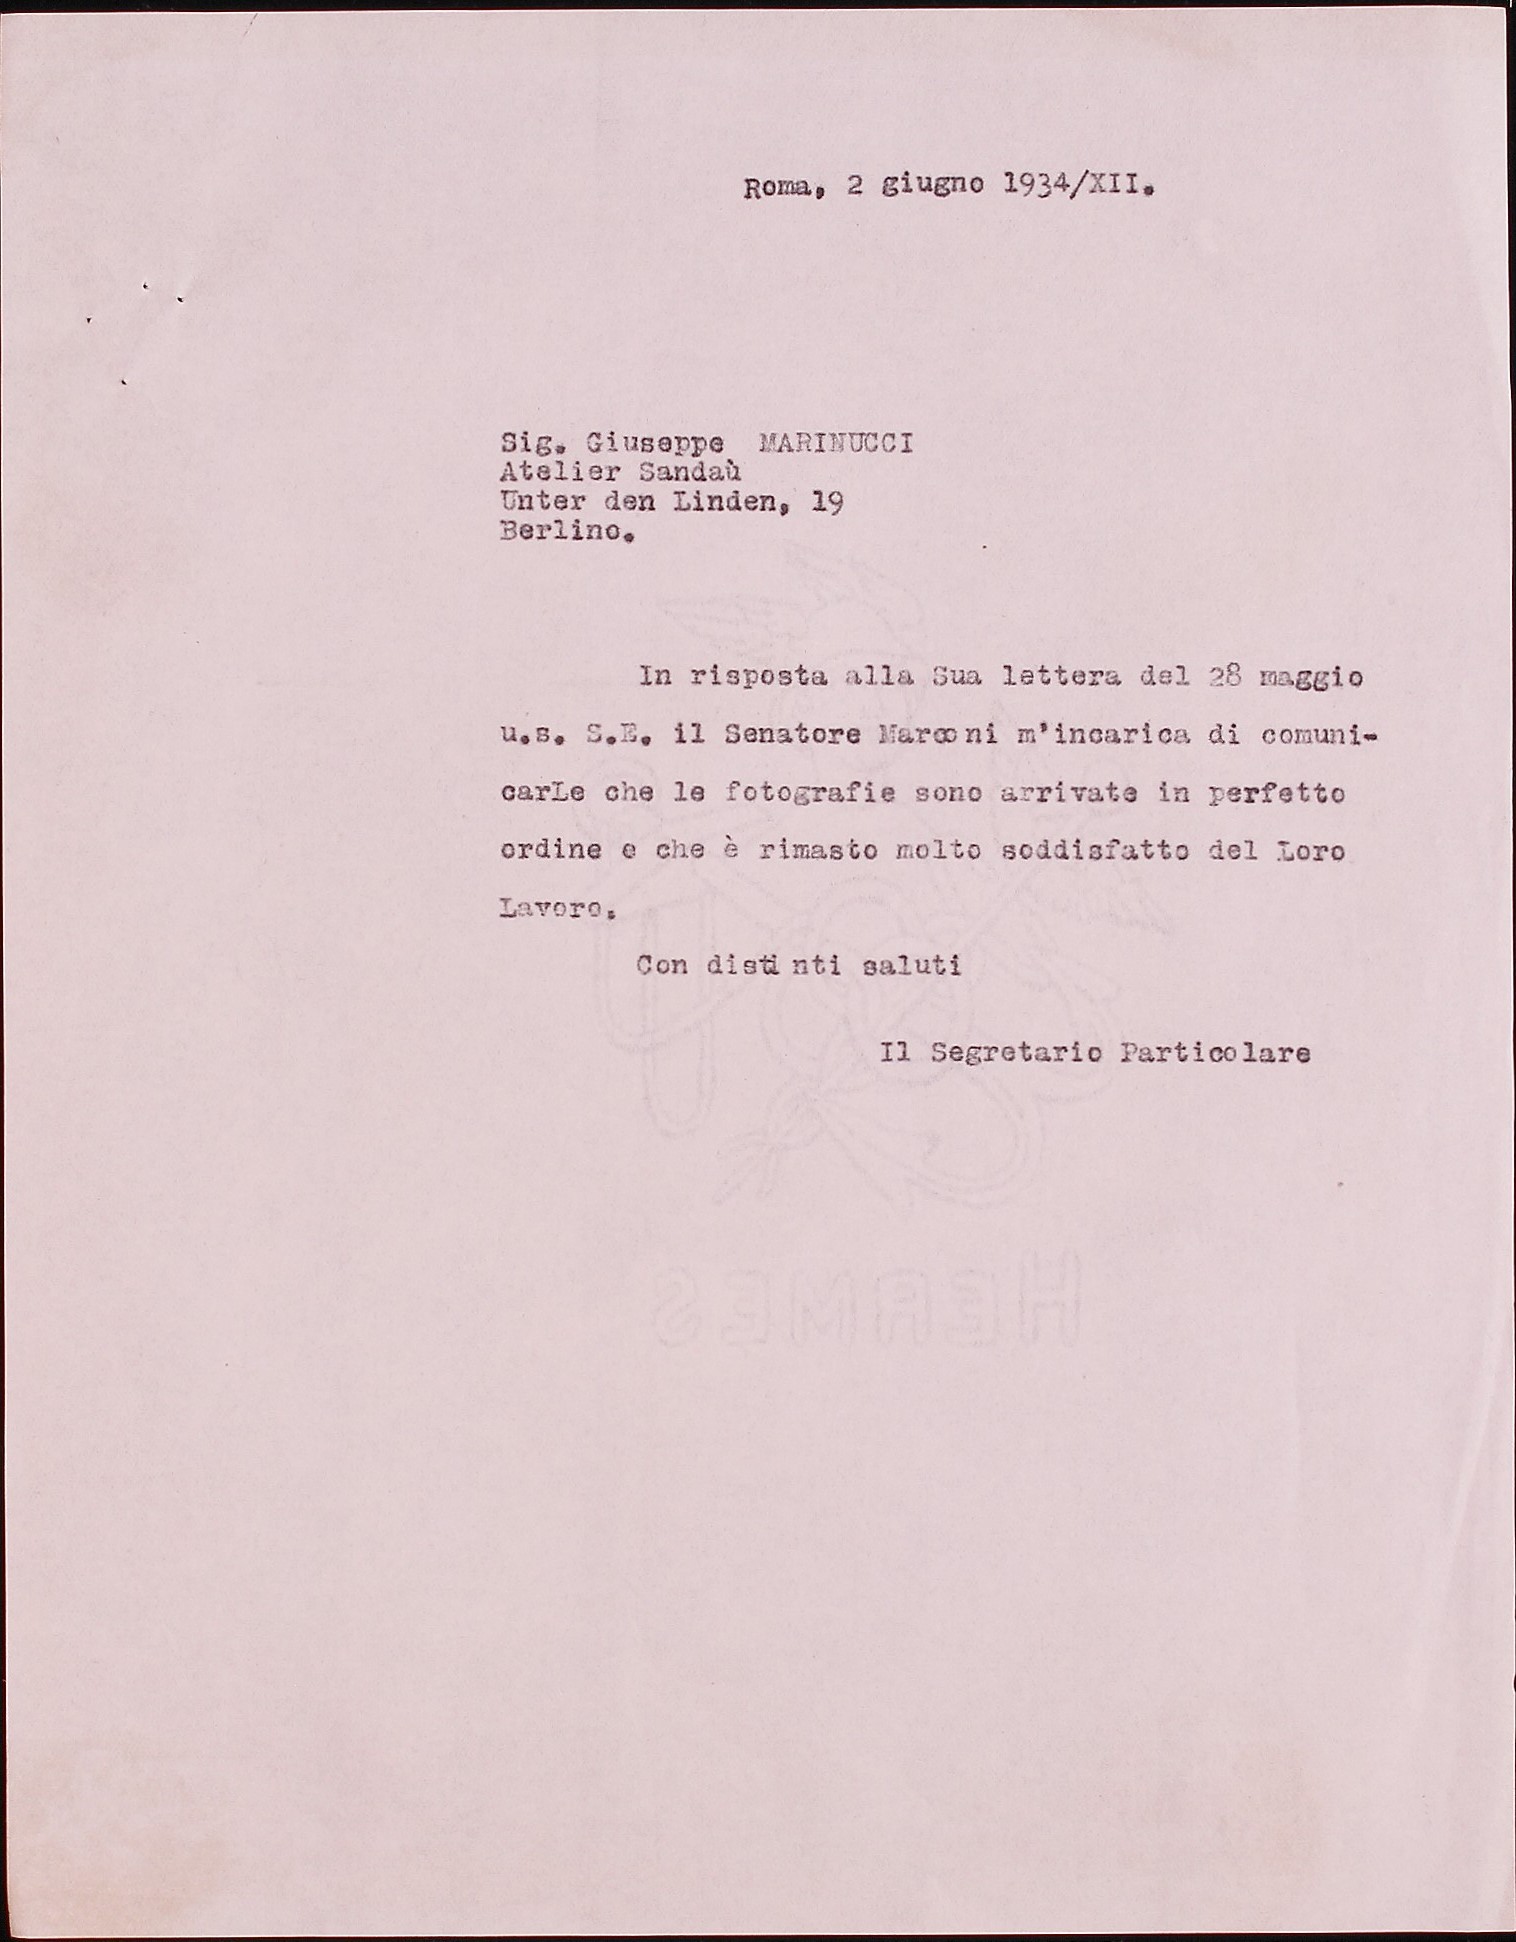 Roma, 2 giugno 1934/XII.
Sig. Giuseppe MARINUCCI
Atelier Sandaù
Unter den Linden, 19
Berlino.
In risposta alla Sua lettera del 28 maggio
u.s. S.E. il Senatore Marconi m'incarica di comuni-
carLe che le fotografie sono arrivate in perfetto
ordine e che è rimasto molto soddisfatto del Loro
Lavoro.
Con distinti saluti
Il Segretario Particolare
HERMES